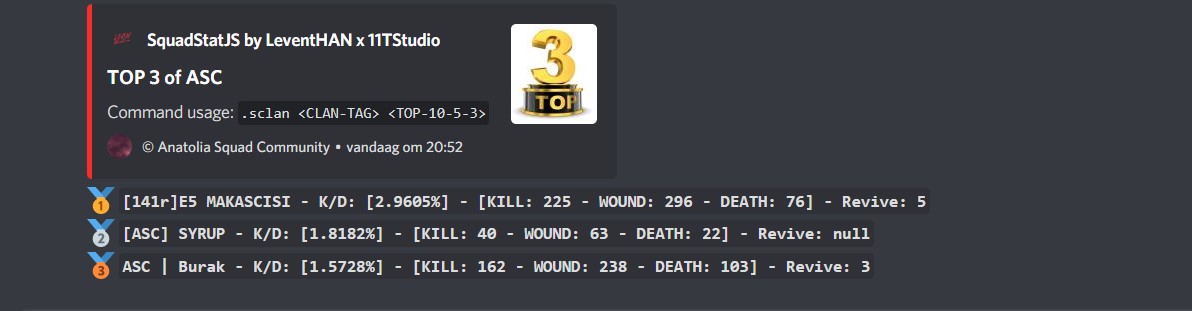 SquadStatJS by LeventHAN x 11TStudio
TOP 3 of ASC
Command usage: .sclan <CLAN-TAG> <TOP-10-5-3>
© Anatolia Squad Community • vandaag om 20:52
3
TOP
1 [141r]E5 MAKASCISI - K/D: [2.9605%] - [KILL: 225 - WOUND: 296 - DEATH: 76] - Revive: 5
2 [ASC] SYRUP - K/D: [1.8182%] - [KILL: 40 - WOUND: 63 - DEATH: 22] - Revive: null
3 ASC | Burak - K/D: [1.5728%] - [KILL: 162 - WOUND: 238 - DEATH: 103] - Revive: 3